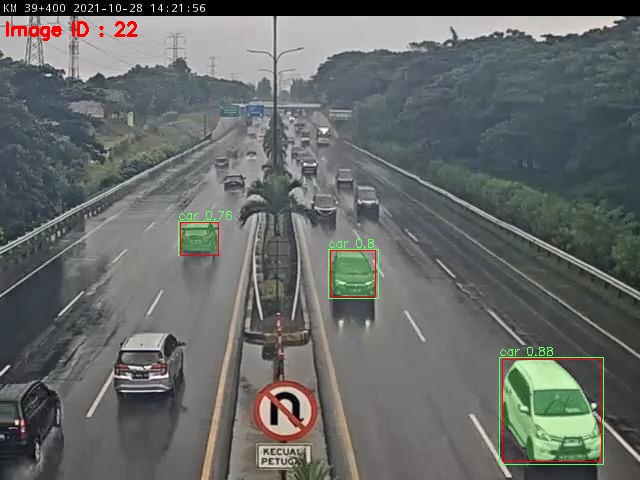 KM 39+400 2021-10-28 14:21:56
Image ID : 22
car 0.76
car 0.8
car 0.88
KECUALI
PETUGAS